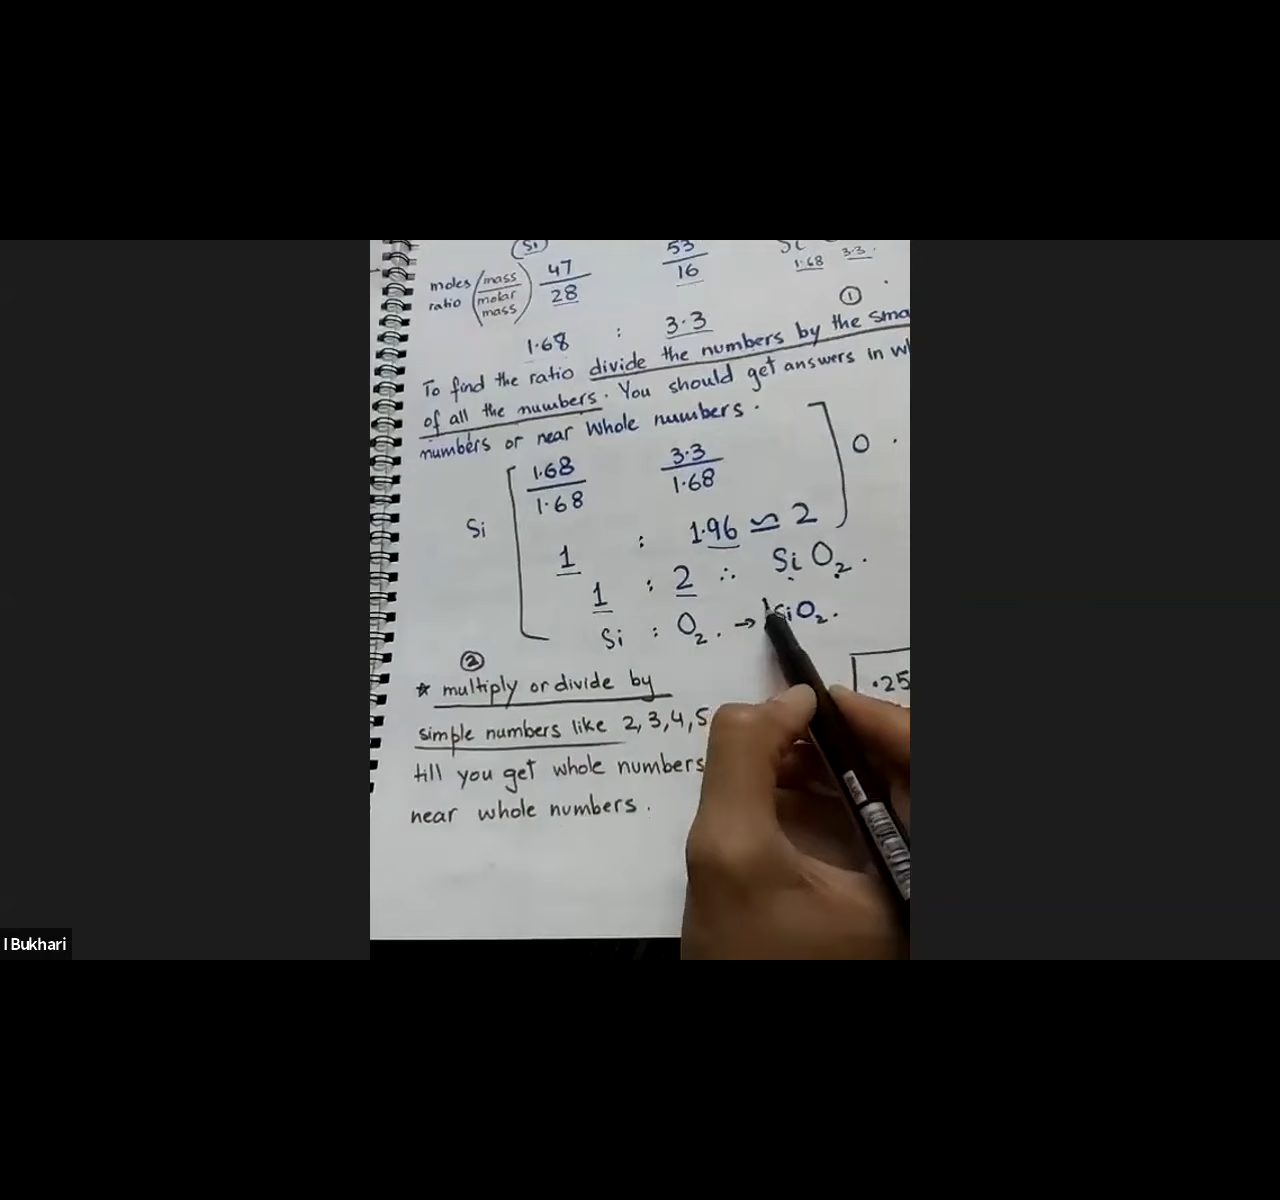 Si
47
28
moles ratio ( mass / molar mass )
53
16
Si
1.68 3.3.
1
1.68 : 3.3
To find the ratio divide the numbers by the
of all the numbers. You should get answers in
numbers or near whole numbers.
1.68
1.68
3.3
1.68
O
Si
1 : 1.96 ≃ 2
1 : 2 ∴ SiO2.
Si : O2. → SiO2.
2
* multiply or divide by
simple numbers like 2, 3, 4, 5
till you get whole numbers
near whole numbers.
.25
I Bukhari